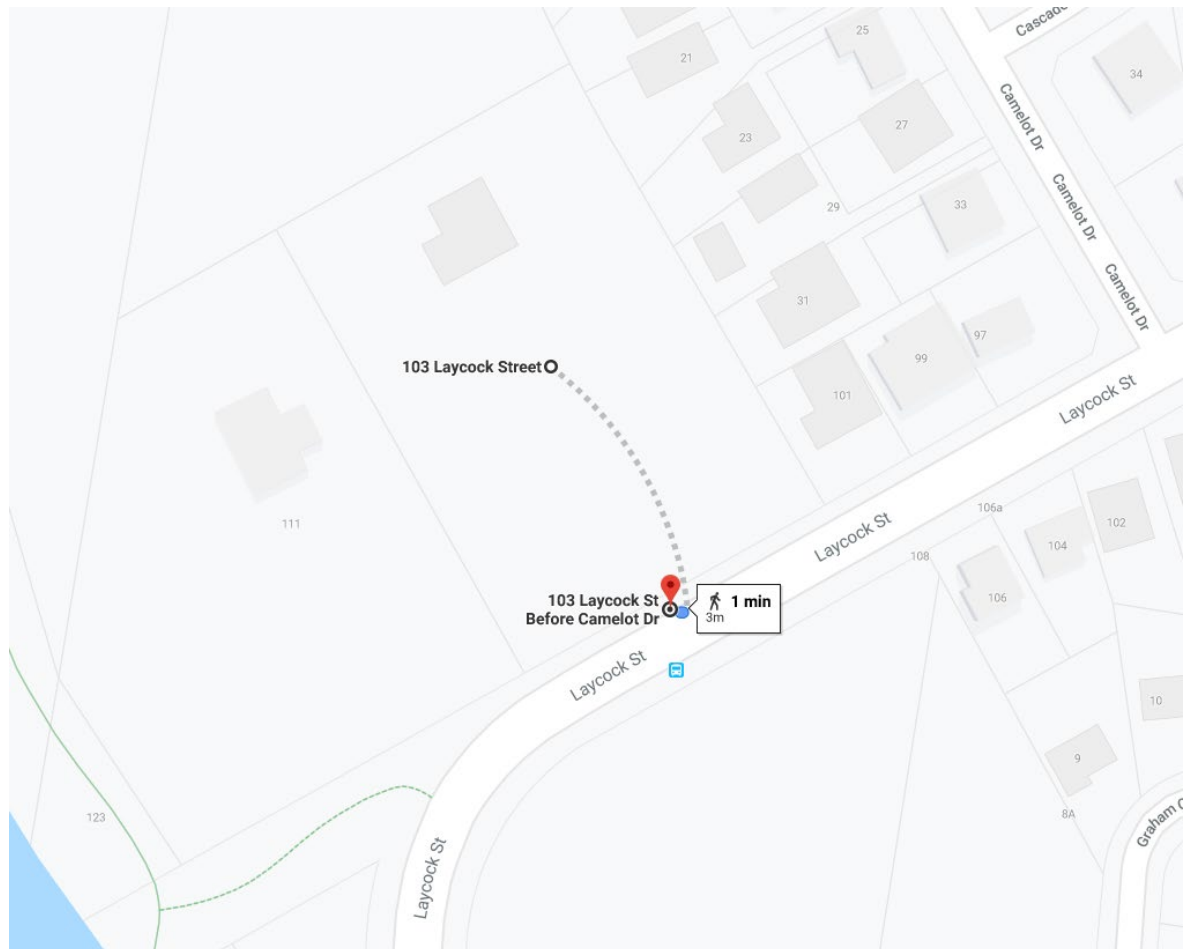 Cascade
25
21
34
Camelot Dr
27
23
Camelot Dr
33
29
Camelot Dr
31
97
99
103 Laycock Street
Laycock St
101
106a
111
102
Laycock St
104
108
103 Laycock St
Before Camelot Dr
1 min
3m
106
Laycock St
10
9
8A
123
Graham C
Laycock St